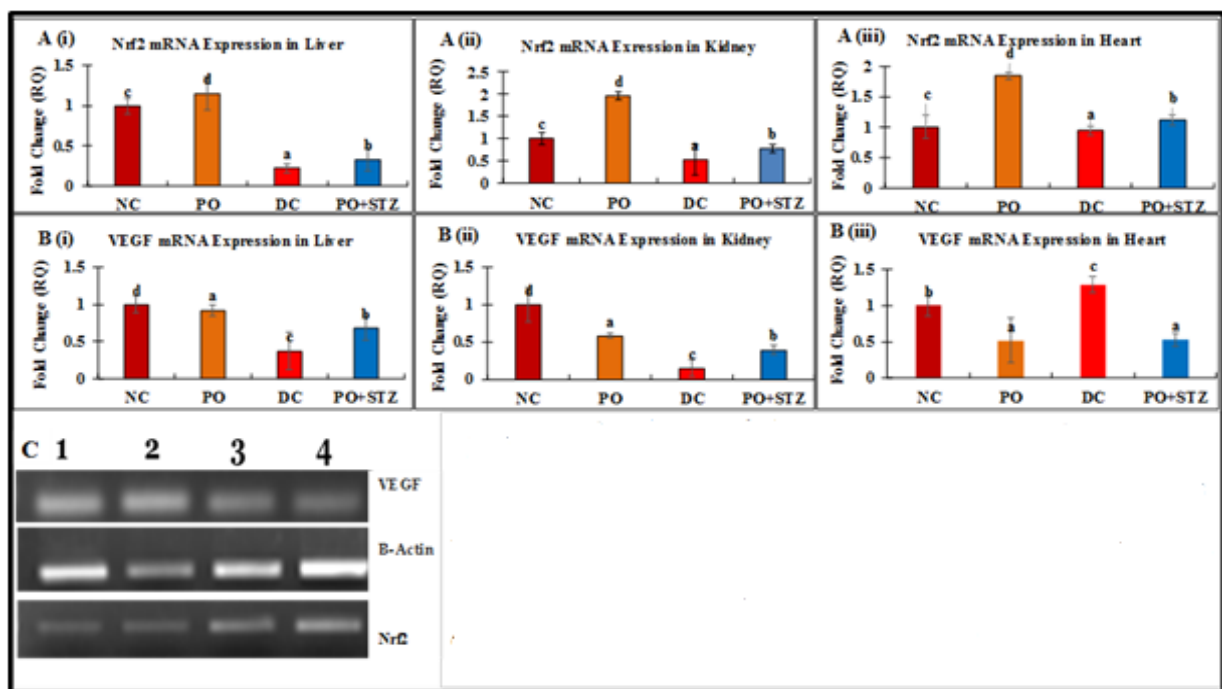 A (i)
Nrf2 mRNA Expression in Liver
Fold Change (RQ)
1.5
1
0.5
0
c
d
a
b
NC PO DC PO+STZ
A (ii)
Nrf2 mRNA Exression in Kidney
Fold Change (RQ)
2.5
2
1.5
1
0.5
0
c
d
a
b
NC PO DC PO+STZ
A (iii)
Nrf2 mRNA Expression in Heart
Fold Change (RQ)
2
1.5
1
0.5
0
c
d
a
b
NC PO DC PO+STZ
B (i)
VEGF mRNA Expression in Liver
Fold Change (RQ)
1.5
1
0.5
0
d
a
c
b
NC PO DC PO+STZ
B (ii)
VEGF mRNA Expression in Kidney
Fold Change (RQ)
1.5
1
0.5
0
d
a
c
b
NC PO DC PO+STZ
B (iii)
VEGF mRNA Expression in Heart
Fold Change (RQ)
1.5
1
0.5
0
b
a
c
a
NC PO DC PO+STZ
C 1 2 3 4
VEGF
B-Actin
Nrf2